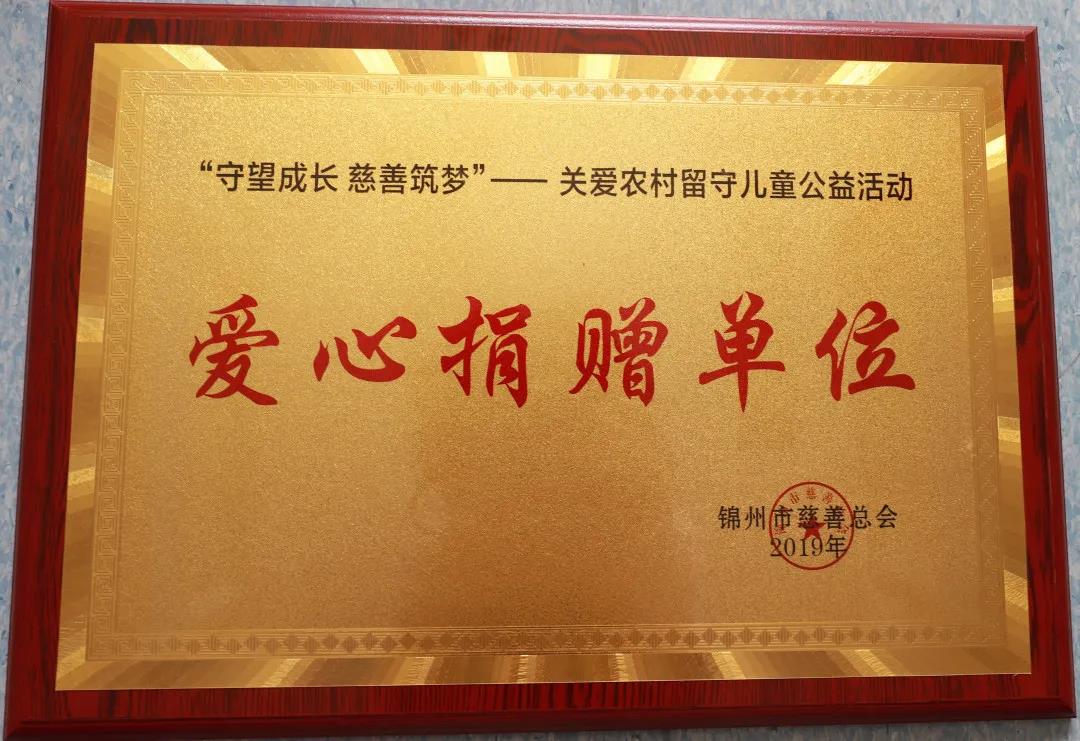 “守望成长 慈善筑梦”—— 关爱农村留守儿童公益活动
爱心捐赠单位
锦州市慈善总会
2019年